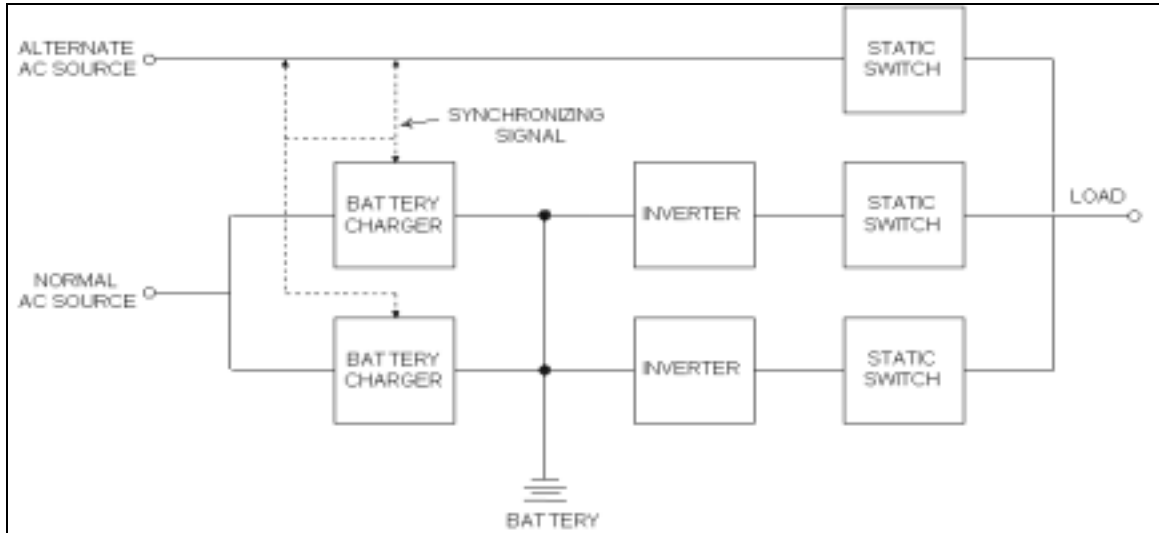 ALTERNATE
AC SOURCE
STATIC
SWITCH
SYNCHRONIZING
SIGNAL
BATTERY
CHARGER
INVERTER
STATIC
SWITCH
LOAD
NORMAL
AC SOURCE
BATTERY
CHARGER
INVERTER
STATIC
SWITCH
BATTERY